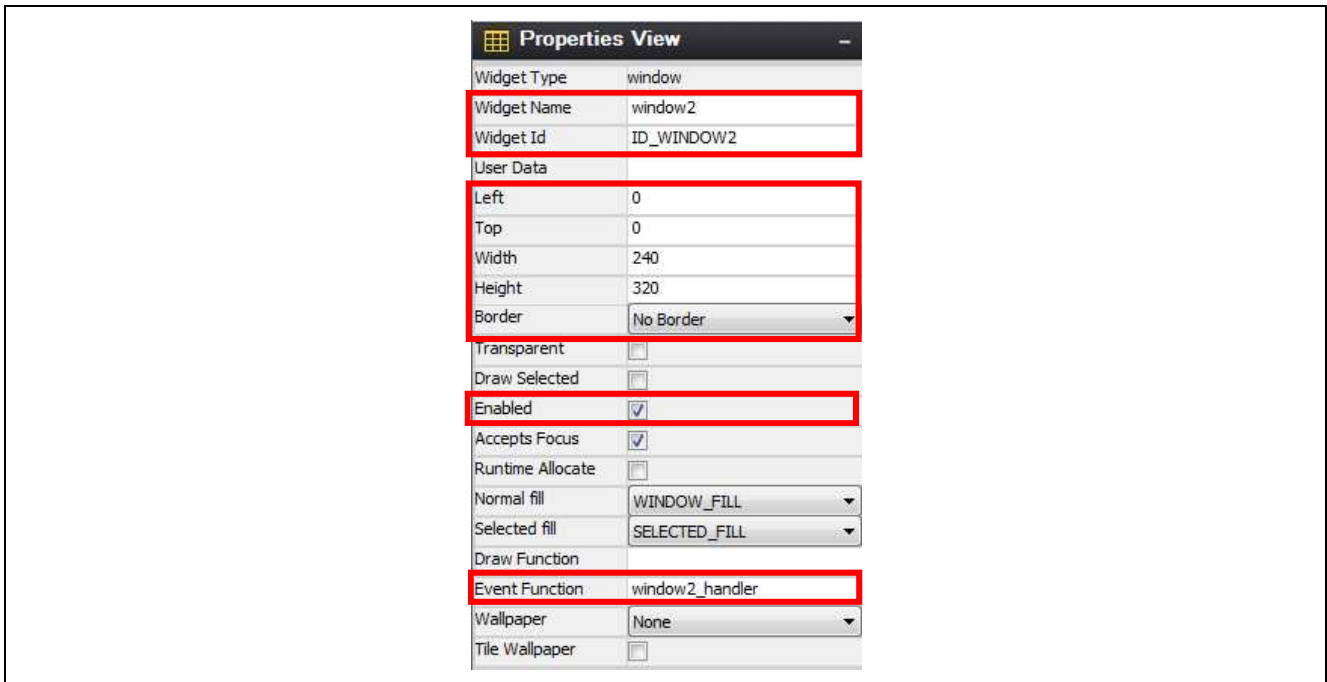 Properties View
Widget Type window
Widget Name window2
Widget Id ID_WINDOW2
User Data
Left 0
Top 0
Width 240
Height 320
Border No Border
Transparent
Draw Selected
Enabled
Accepts Focus
Runtime Allocate
Normal fill WINDOW_FILL
Selected fill SELECTED_FILL
Draw Function
Event Function window2_handler
Wallpaper None
Tile Wallpaper